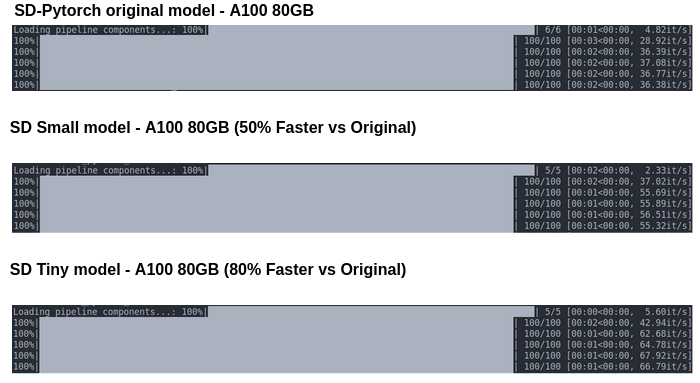 SD-Pytorch original model - A100 80GB
Loading pipeline components...: 100%| | 6/6 [00:01<00:00, 4.82it/s]
100%| | 100/100 [00:03<00:00, 28.92it/s]
100%| | 100/100 [00:02<00:00, 36.39it/s]
100%| | 100/100 [00:02<00:00, 37.08it/s]
100%| | 100/100 [00:02<00:00, 36.77it/s]
100%| | 100/100 [00:02<00:00, 36.38it/s]
SD Small model - A100 80GB (50% Faster vs Original)
Loading pipeline components...: 100%| | 5/5 [00:02<00:00, 2.33it/s]
100%| | 100/100 [00:02<00:00, 37.02it/s]
100%| | 100/100 [00:01<00:00, 55.69it/s]
100%| | 100/100 [00:01<00:00, 55.89it/s]
100%| | 100/100 [00:01<00:00, 56.51it/s]
100%| | 100/100 [00:01<00:00, 55.32it/s]
SD Tiny model - A100 80GB (80% Faster vs Original)
Loading pipeline components...: 100%| | 5/5 [00:00<00:00, 5.60it/s]
100%| | 100/100 [00:02<00:00, 42.94it/s]
100%| | 100/100 [00:01<00:00, 62.68it/s]
100%| | 100/100 [00:01<00:00, 64.78it/s]
100%| | 100/100 [00:01<00:00, 67.92it/s]
100%| | 100/100 [00:01<00:00, 66.79it/s]